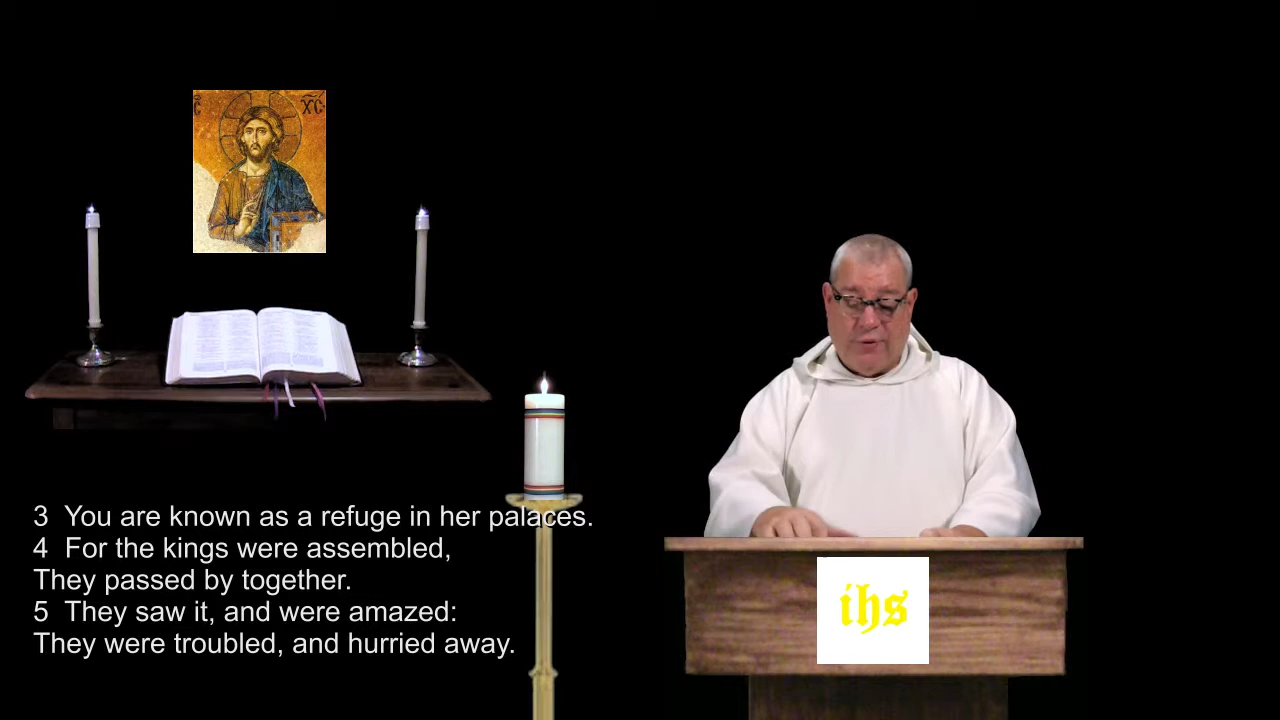 XC
3 You are known as a refuge in her palaces.
4 For the kings were assembled,
They passed by together.
5 They saw it, and were amazed:
They were troubled, and hurried away.
ihs